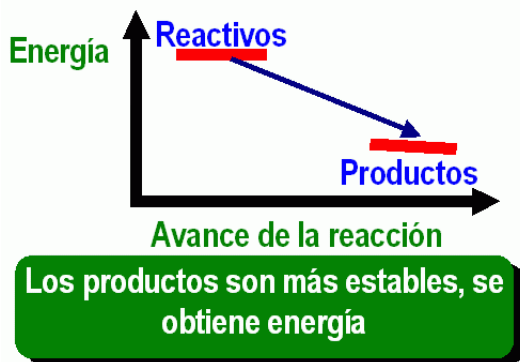 Reactivos
Energía
Productos
Avance de la reacción
Los productos son más estables, se
obtiene energía